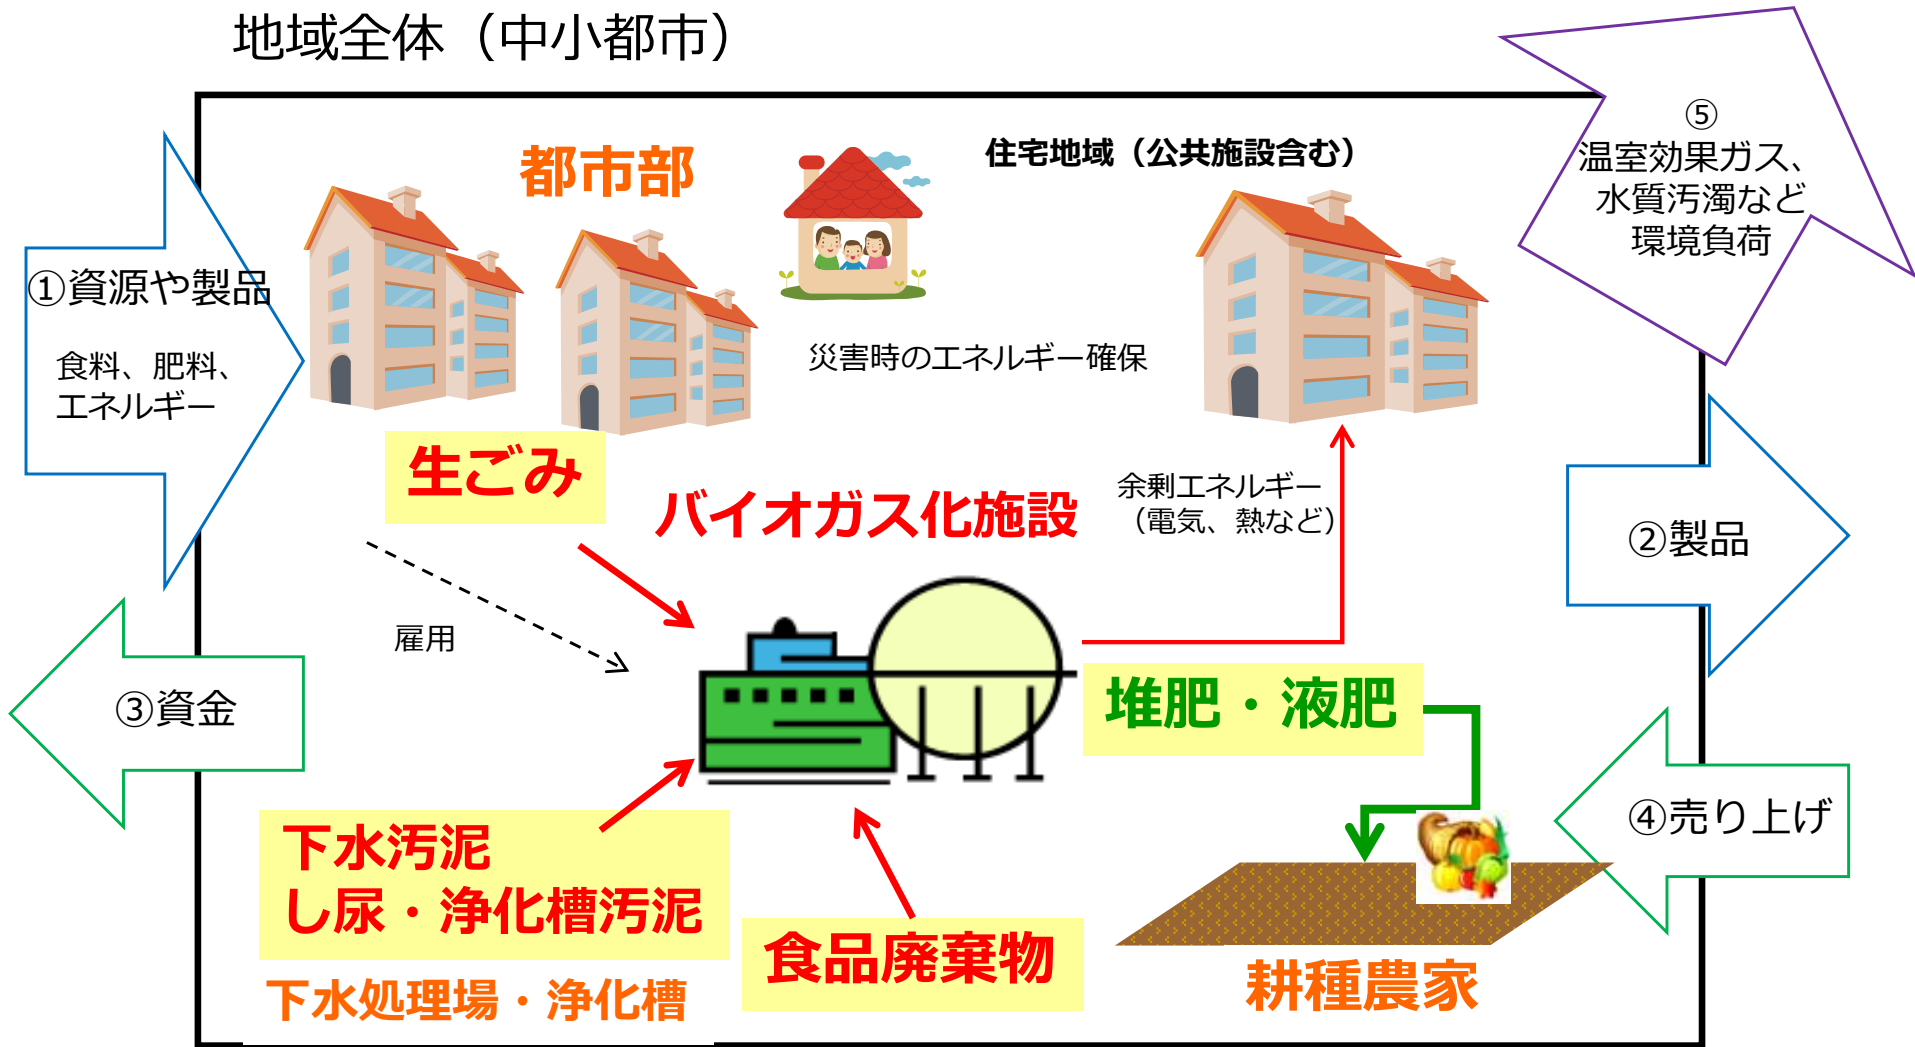 地域全体（中小都市）
⑤
温室効果ガス、
水質汚濁など
環境負荷
都市部
住宅地域（公共施設含む）
①資源や製品
食料、肥料、
エネルギー
災害時のエネルギー確保
生ごみ
バイオガス化施設
余剰エネルギー
（電気、熱など）
②製品
雇用
③資金
堆肥・液肥
④売り上げ
下水汚泥
し尿・浄化槽汚泥
食品廃棄物
下水処理場・浄化槽
耕種農家